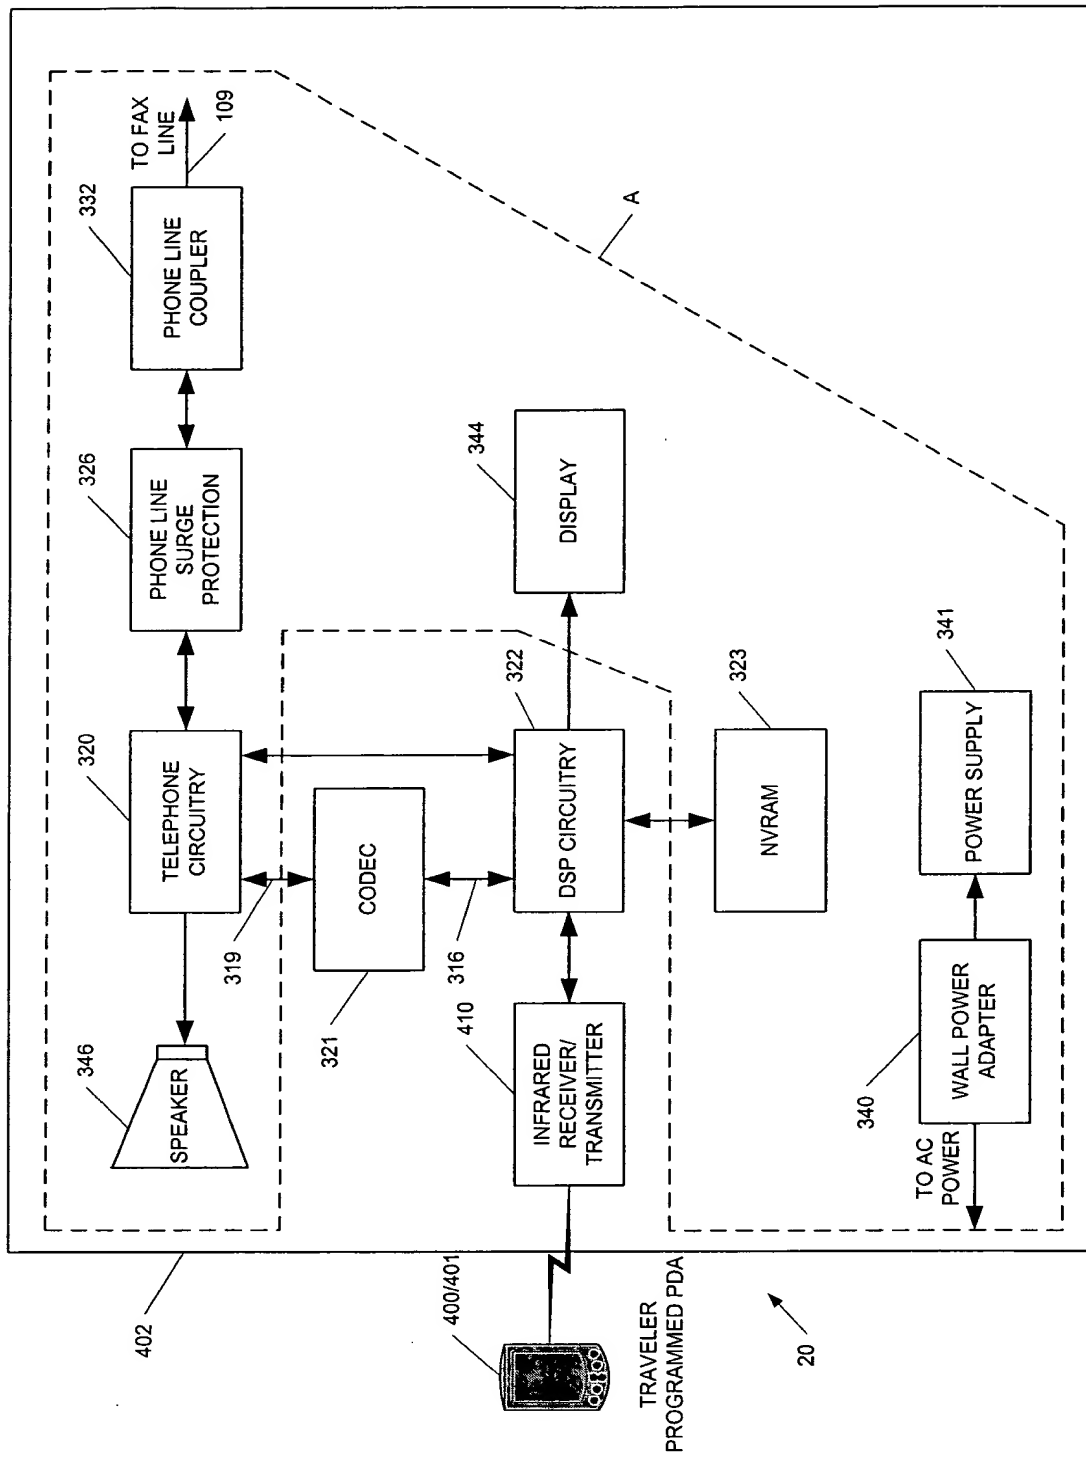 346
SPEAKER
320
TELEPHONE
CIRCUITRY
326
PHONE LINE
SURGE
PROTECTION
332
PHONE LINE
COUPLER
TO FAX
LINE
109
319
321
CODEC
316
402
400/401
TRAVELER
PROGRAMMED PDA
410
INFRARED
RECEIVER/
TRANSMITTER
322
DSP CIRCUITRY
344
DISPLAY
A
323
NVRAM
20
TO AC
POWER
340
WALL POWER
ADAPTER
341
POWER SUPPLY